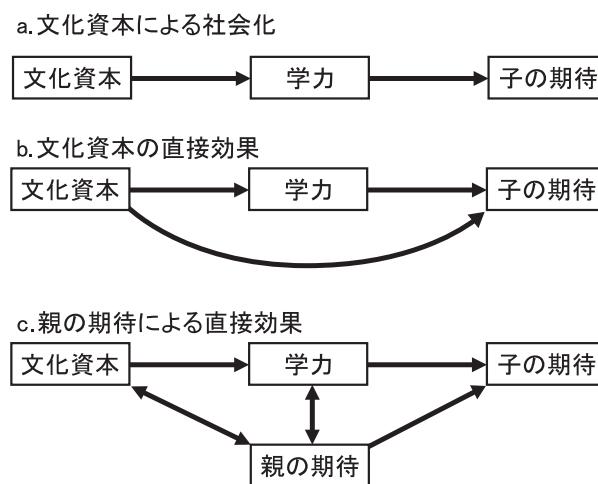 a.文化資本による社会化
文化資本 学力 子の期待
b.文化資本の直接効果
文化資本 学力 子の期待
c.親の期待による直接効果
文化資本 学力 子の期待
親の期待